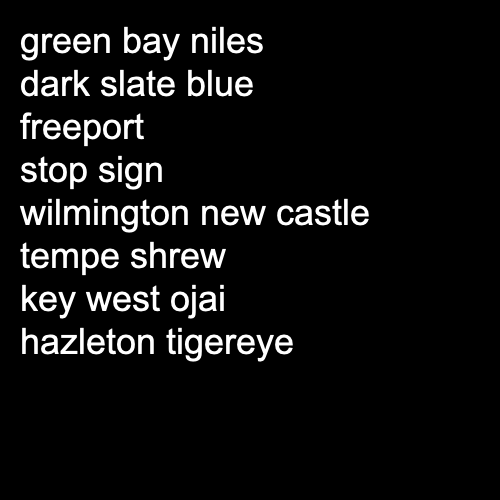 green bay niles
dark slate blue
freeport
stop sign
wilmington new castle
tempe shrew
key west ojai
hazleton tigereye